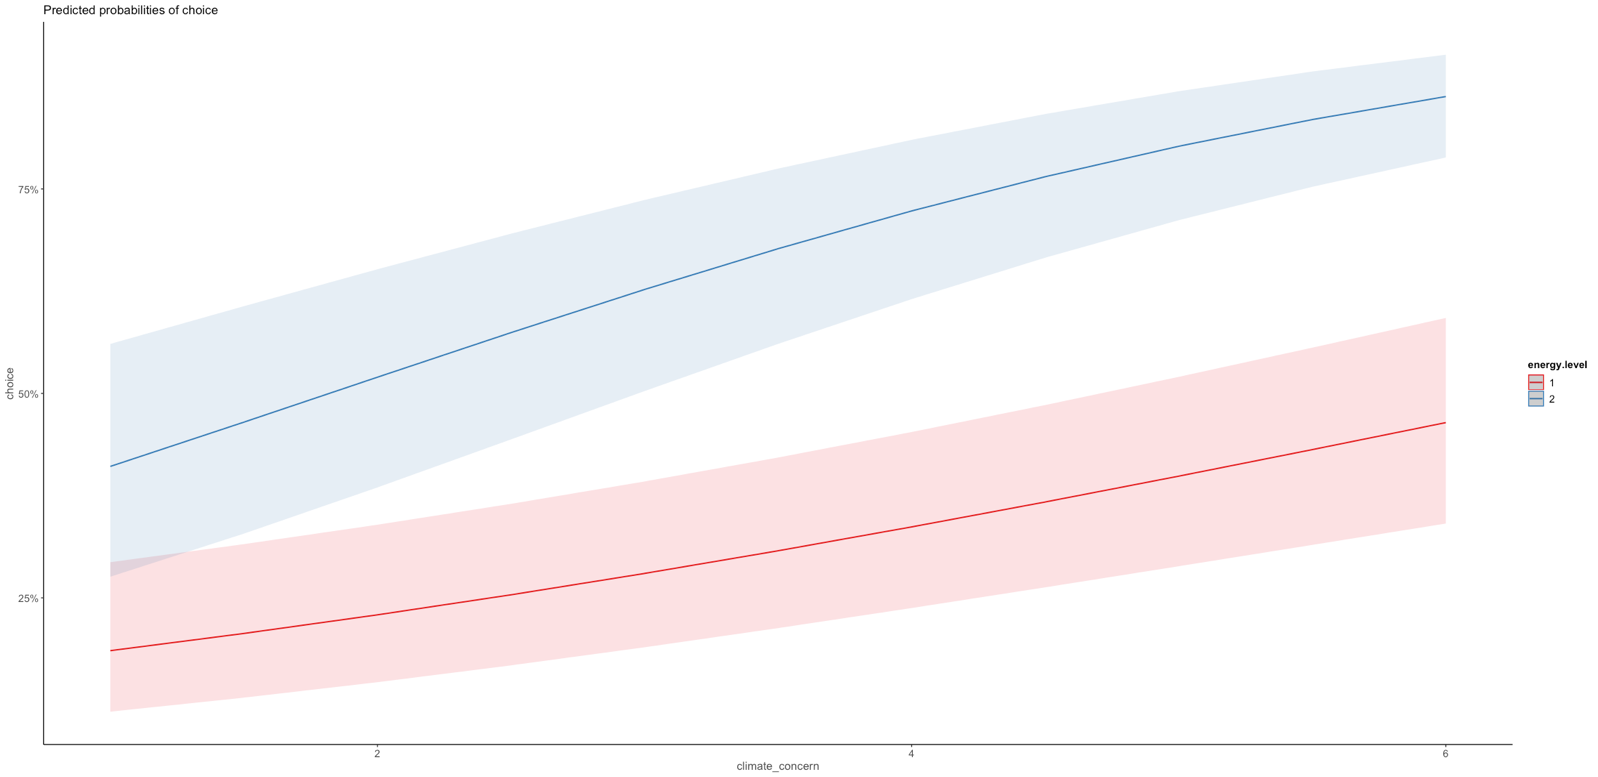 Predicted probabilities of choice
75%
50%
25%
choice
2
4
6
climate_concern
energy.level
1
2